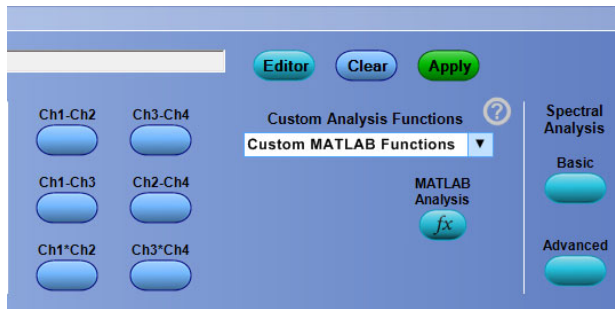 Editor Clear Apply
Ch1-Ch2 Ch3-Ch4 Custom Analysis Functions ? Spectral
Analysis
Custom MATLAB Functions ▼
Basic
Ch1-Ch3 Ch2-Ch4 MATLAB
Analysis
fx
Ch1*Ch2 Ch3*Ch4 Advanced